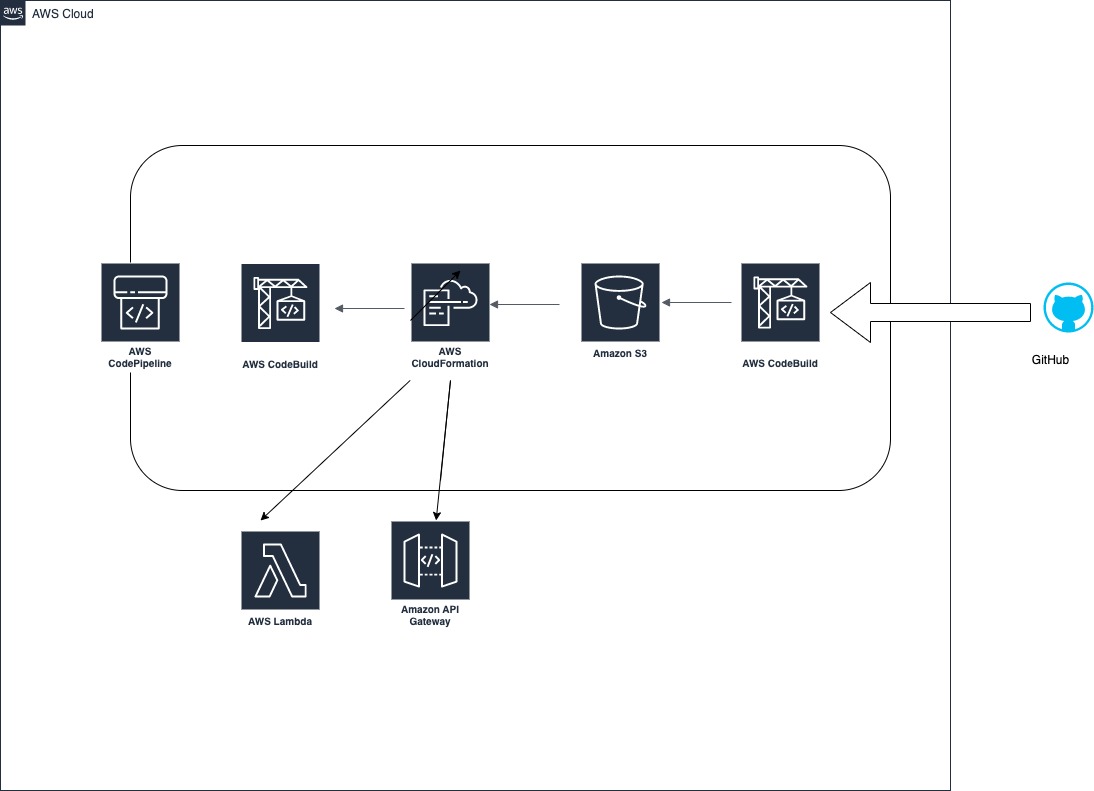 aws
AWS Cloud
AWS
CodePipeline
AWS CodeBuild
AWS
CloudFormation
Amazon S3
AWS CodeBuild
GitHub
AWS Lambda
Amazon API
Gateway